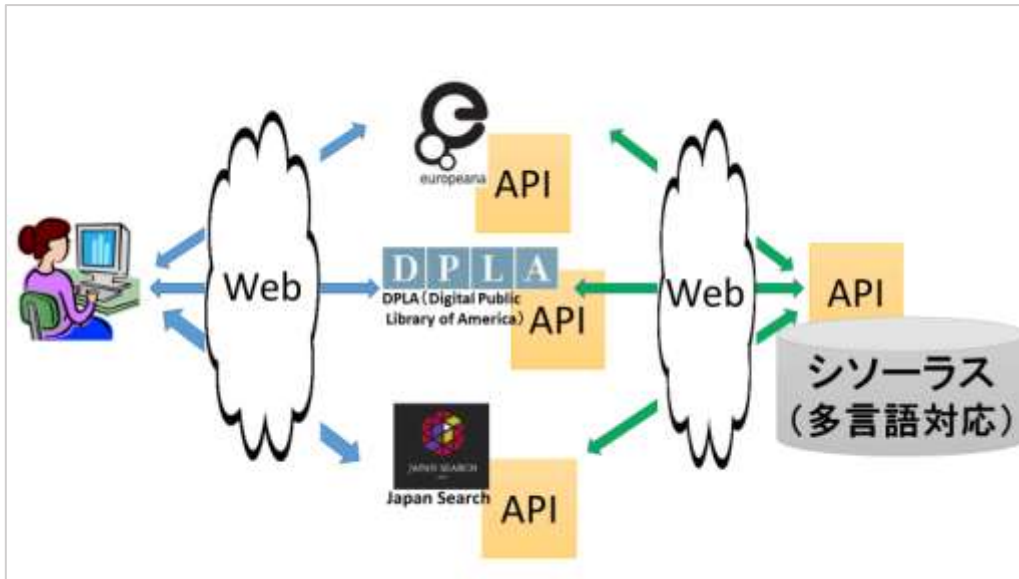 europeana
API
Web
D P L A
DPLA(Digital Public
Library of America)
API
Web
API
シソーラス
(多言語対応)
JAPAN SEARCH
Japan Search
API